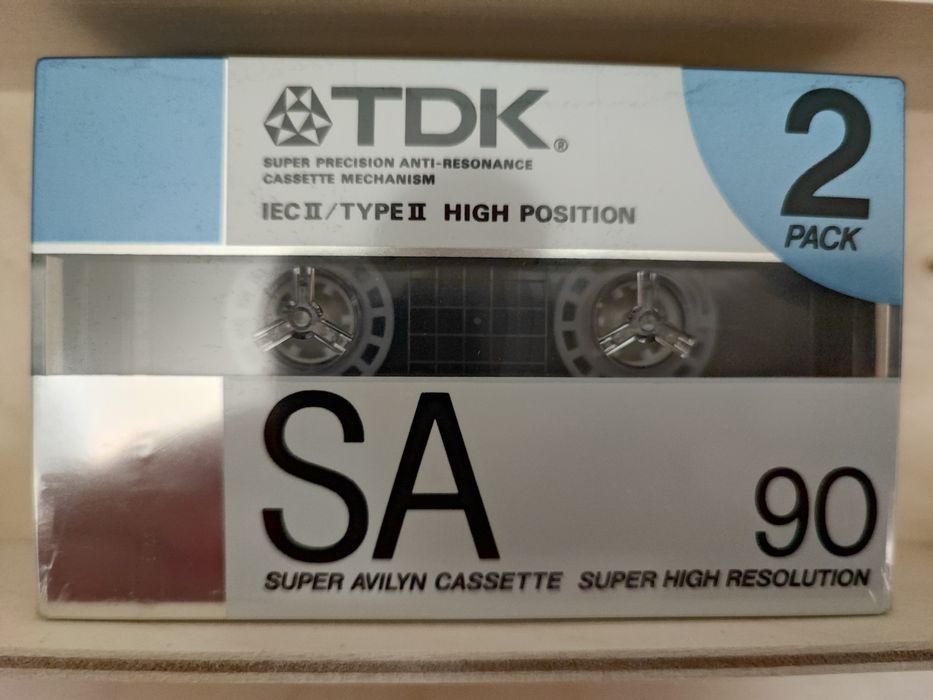 TDK®
SUPER PRECISION ANTI-RESONANCE
CASSETTE MECHANISM
IEC II/TYPE II HIGH POSITION
2
PACK
SA
90
SUPER AVILYN CASSETTE SUPER HIGH RESOLUTION